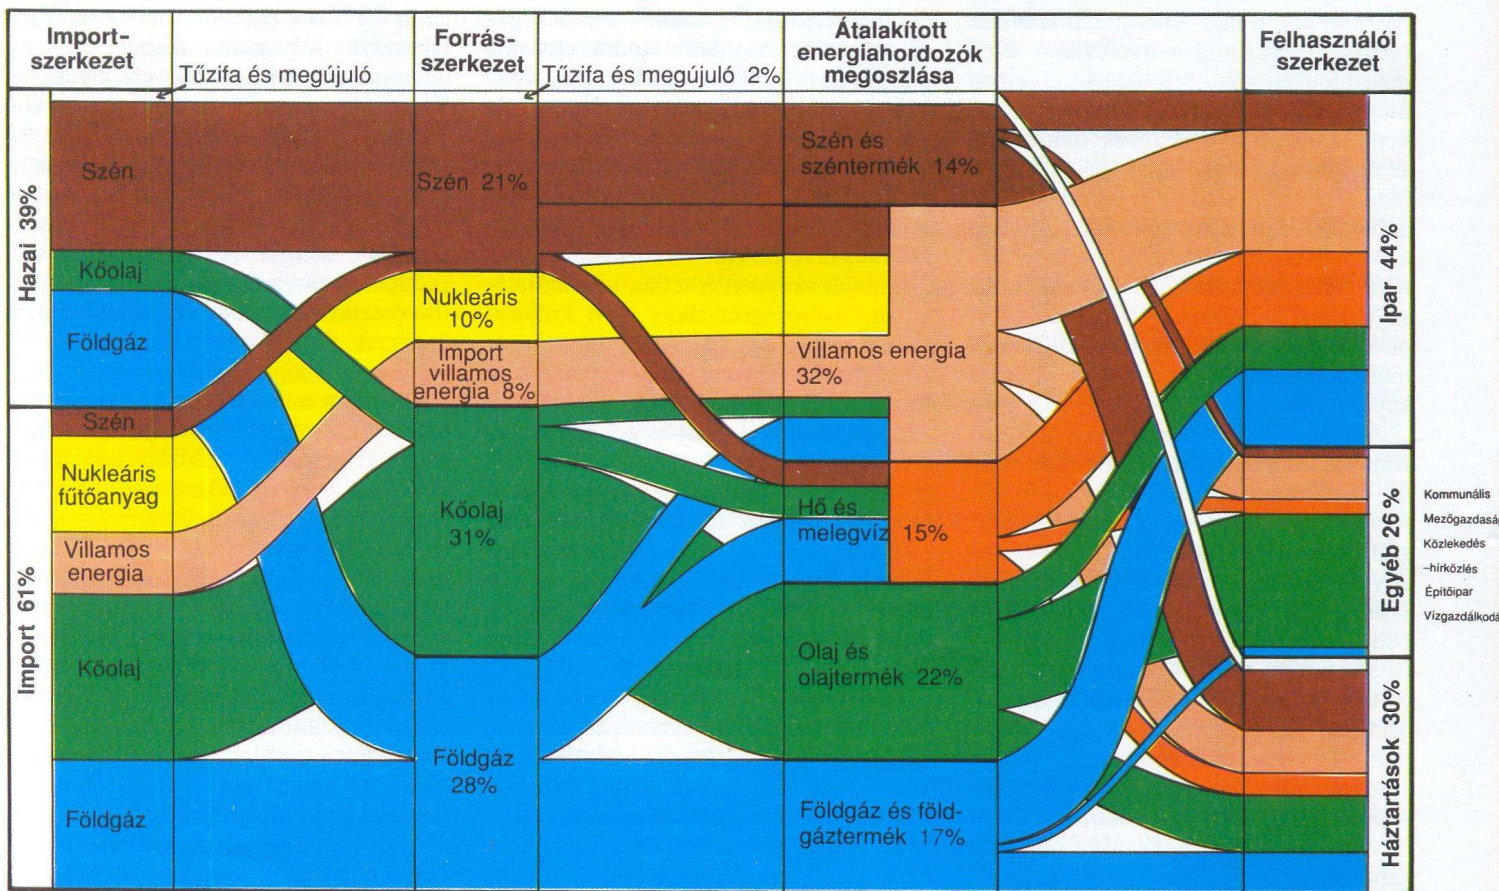 Import-
szerkezet
Tűzifa és megújuló
Forrás-
szerkezet
Tűzifa és megújuló 2%
Átalakított
energiahordozók
megoszlása
Felhasználói
szerkezet
Hazai 39%
Szén
Kőolaj
Földgáz
Import 61%
Szén
Nukleáris
fűtőanyag
Villamos
energia
Kőolaj
Földgáz
Szén 21%
Nukleáris
10%
Import
villamos
energia 8%
Kőolaj
31%
Földgáz
28%
Szén és
széntermék 14%
Villamos energia
32%
Hő és
melegvíz 15%
Olaj és
olajtermék 22%
Földgáz és föld-
gáztermék 17%
Ipar 44%
Egyéb 26%
Háztartások 30%
Kommunális
Mezőgazdaság
Közlekedés
–hírközlés
Építőipar
Vízgazdálkodá